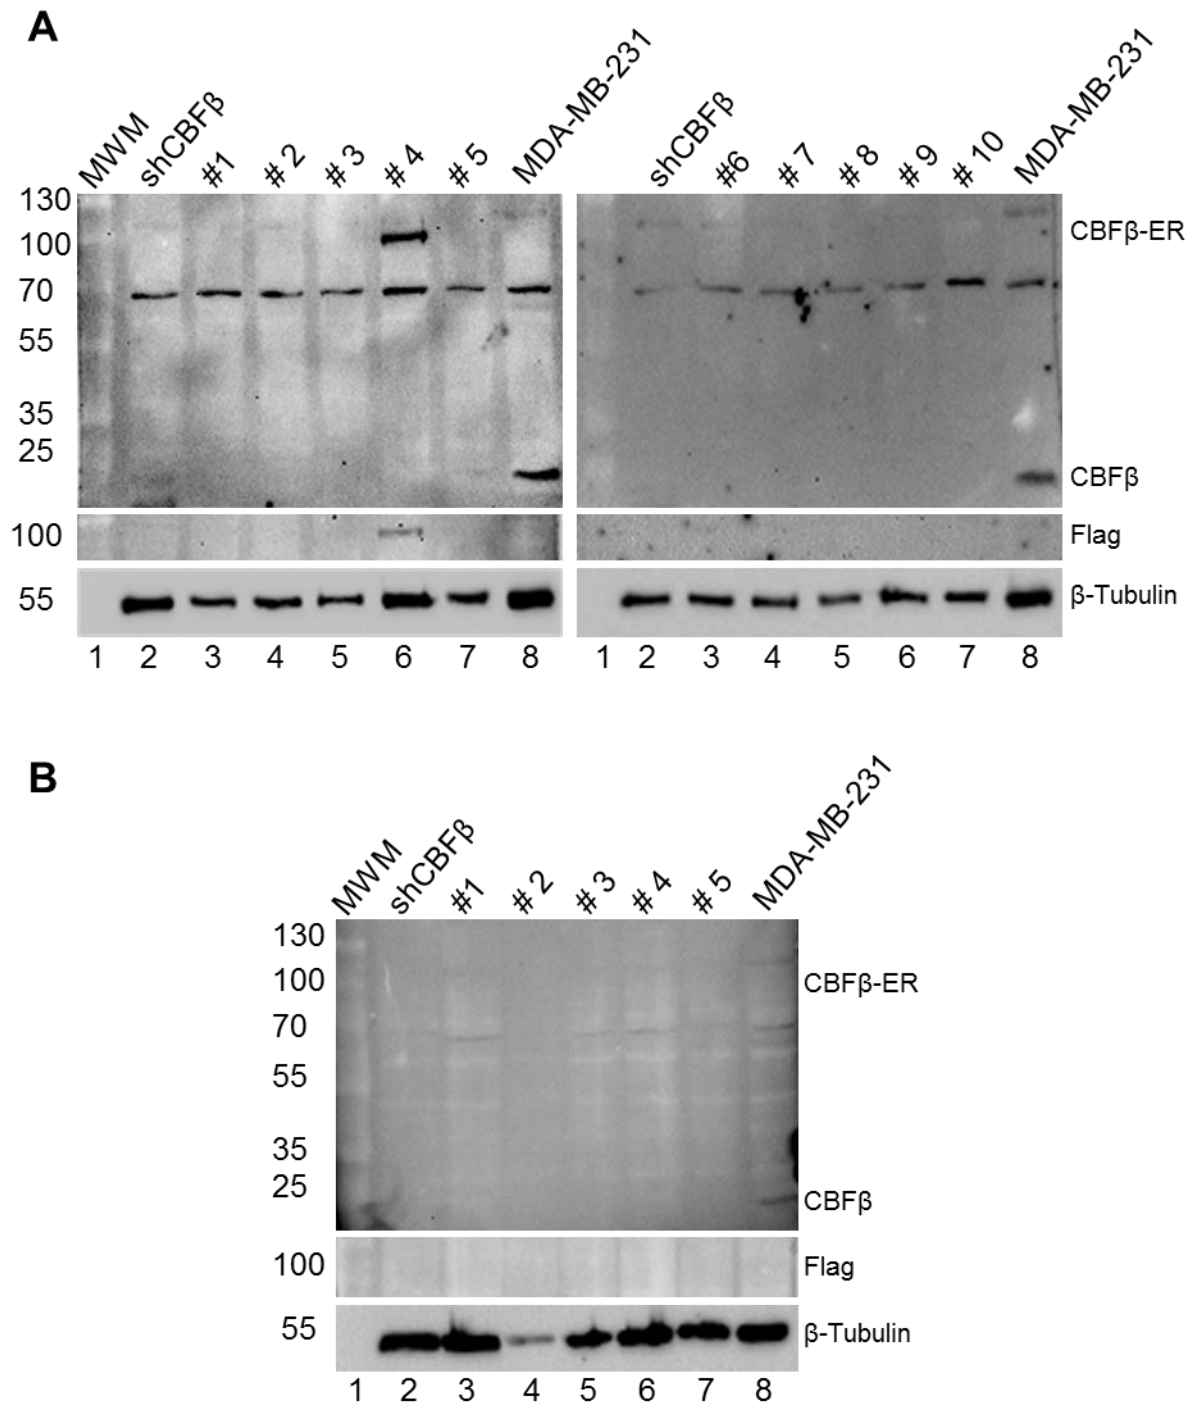 A
MWM shCBFβ #1 # 2 # 3 # 4 # 5 MDA-MB-231 shCBFβ #6 # 7 # 8 # 9 # 10 MDA-MB-231
130
100 CBFβ-ER
70
55
35
25 CBFβ
100 Flag
55 β-Tubulin
1 2 3 4 5 6 7 8 1 2 3 4 5 6 7 8
B
MWM shCBFβ #1 # 2 # 3 # 4 # 5 MDA-MB-231
130
100 CBFβ-ER
70
55
35
25 CBFβ
100 Flag
55 β-Tubulin
1 2 3 4 5 6 7 8